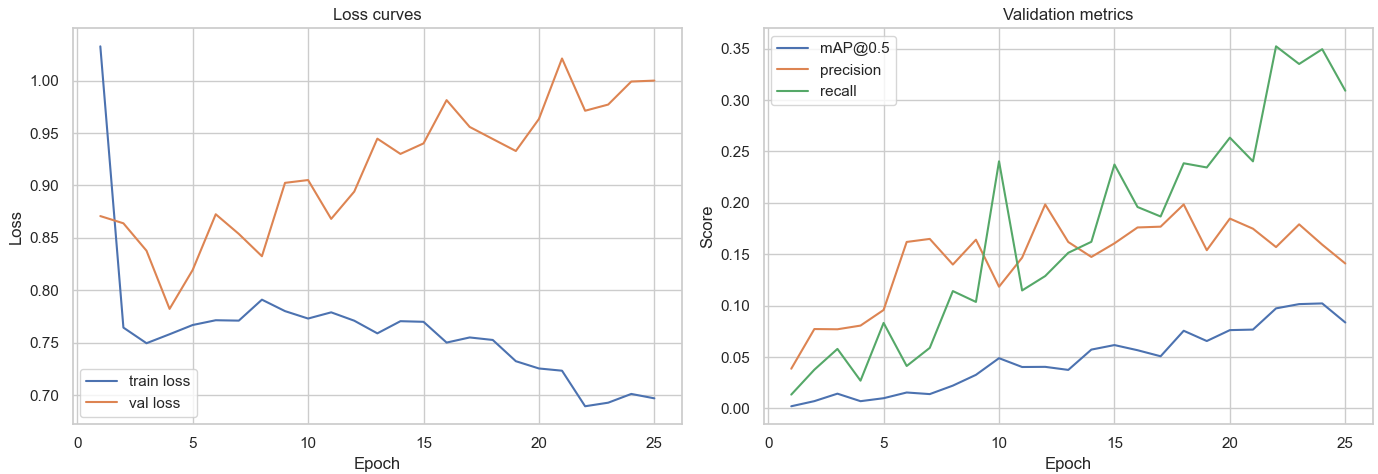 Loss curves
1.00
0.95
0.90
0.85
0.80
0.75
0.70
Loss
train loss
val loss
0 5 10 15 20 25
Epoch
Validation metrics
0.35
0.30
0.25
0.20
0.15
0.10
0.05
0.00
Score
mAP@0.5
precision
recall
0 5 10 15 20 25
Epoch